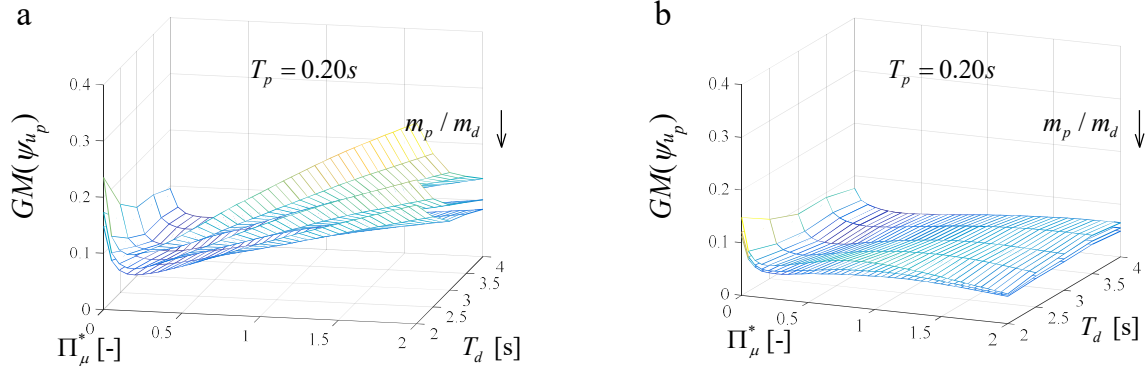 a
T_p = 0.20s
m_p / m_d ↓
GM(ψ_{u_p})
0.4
0.3
0.2
0.1
0
0
0.5
1
1.5
2
2
2.5
3
3.5
4
Π*_μ [-]
T_d [s]
b
T_p = 0.20s
m_p / m_d ↓
GM(ψ_{u_p})
0.4
0.3
0.2
0.1
0
0
0.5
1
1.5
2
2
2.5
3
3.5
4
Π*_μ [-]
T_d [s]